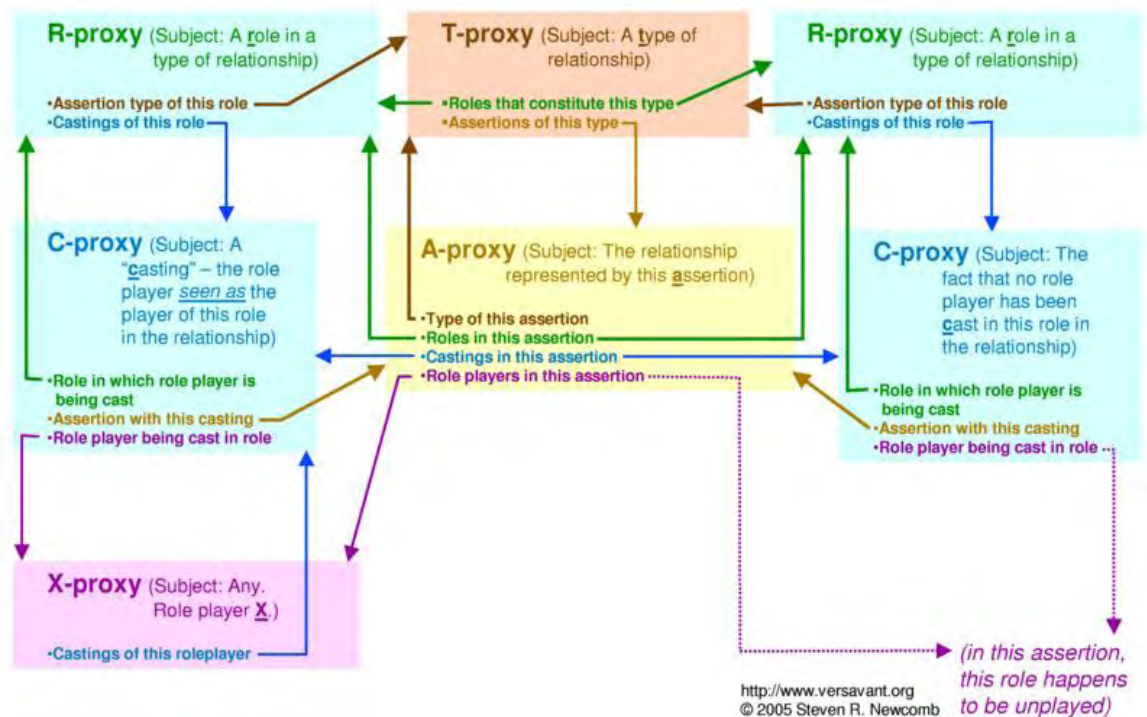 R-proxy (Subject: A role in a
type of relationship)
•Assertion type of this role
•Castings of this role
T-proxy (Subject: A type of
relationship)
•Roles that constitute this type
•Assertions of this type
R-proxy (Subject: A role in a
type of relationship)
•Assertion type of this role
•Castings of this role
C-proxy (Subject: A
“casting” – the role
player seen as the
player of this role
in the relationship)
•Role in which role player is
being cast
•Assertion with this casting
•Role player being cast in role
A-proxy (Subject: The relationship
represented by this assertion)
•Type of this assertion
•Roles in this assertion
•Castings in this assertion
•Role players in this assertion
C-proxy (Subject: The
fact that no role
player has been
cast in this role in
the relationship)
•Role in which role player is
being cast
•Assertion with this casting
•Role player being cast in role
X-proxy (Subject: Any.
Role player X.)
•Castings of this roleplayer
(in this assertion,
this role happens
to be unplayed)
http://www.versavant.org
© 2005 Steven R. Newcomb